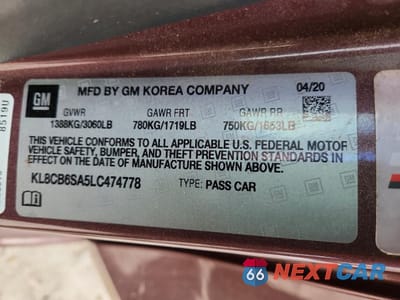 GM
MFD BY GM KOREA COMPANY
04/20
GVWR GAWR FRT GAWR RR
1388KG/3060LB 780KG/1719LB 750KG/1653LB
THIS VEHICLE CONFORMS TO ALL APPLICABLE U.S. FEDERAL MOTOR
VEHICLE SAFETY, BUMPER, AND THEFT PREVENTION STANDARDS IN
EFFECT ON THE DATE OF MANUFACTURE SHOWN ABOVE.
KL8CB6SA5LC474778 TYPE: PASS CAR
8519U
66 NEXTCAR